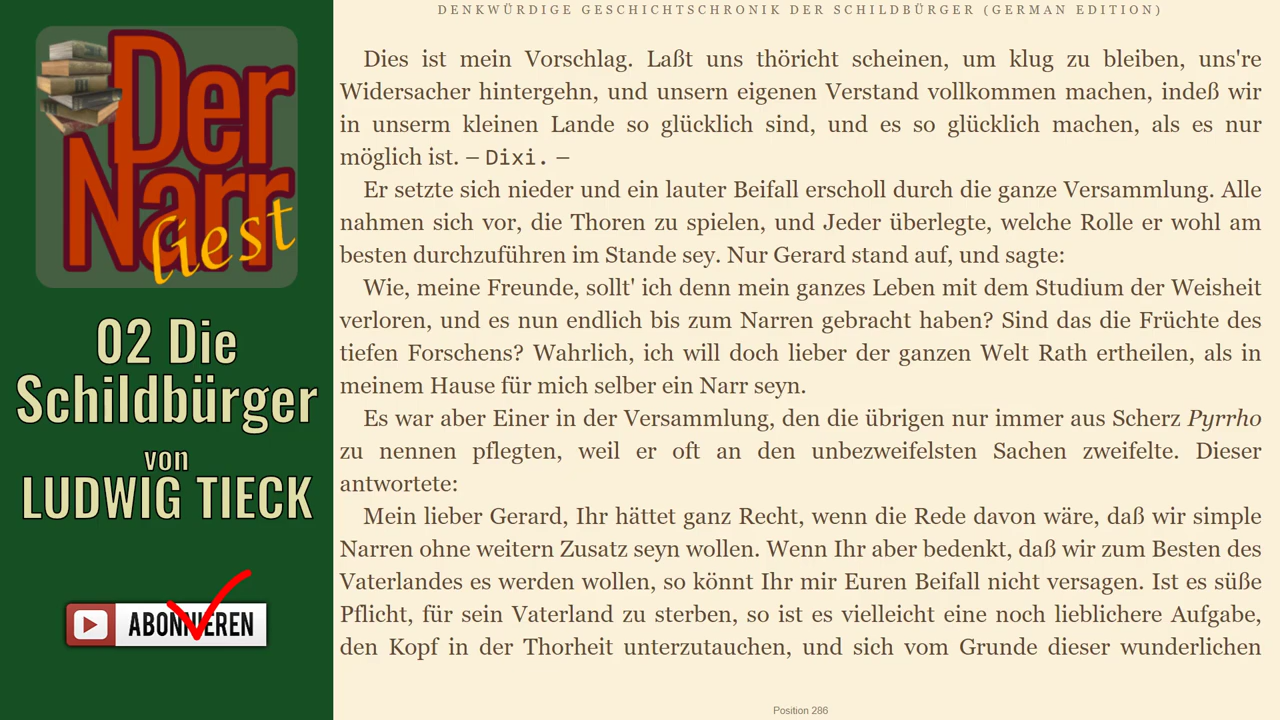 Der
Narr
liest
02 Die
Schildbürger
von
LUDWIG TIECK
ABONNIEREN
DENKWÜRDIGE GESCHICHTSCHRONIK DER SCHILDBÜRGER (GERMAN EDITION)
Dies ist mein Vorschlag. Laßt uns thöricht scheinen, um klug zu bleiben, uns're
Widersacher hintergehn, und unsern eigenen Verstand vollkommen machen, indeß wir
in unserm kleinen Lande so glücklich sind, und es so glücklich machen, als es nur
möglich ist. – Dixi. –
Er setzte sich nieder und ein lauter Beifall erscholl durch die ganze Versammlung. Alle
nahmen sich vor, die Thoren zu spielen, und Jeder überlegte, welche Rolle er wohl am
besten durchzuführen im Stande sey. Nur Gerard stand auf, und sagte:
Wie, meine Freunde, sollt' ich denn mein ganzes Leben mit dem Studium der Weisheit
verloren, und es nun endlich bis zum Narren gebracht haben? Sind das die Früchte des
tiefen Forschens? Wahrlich, ich will doch lieber der ganzen Welt Rath ertheilen, als in
meinem Hause für mich selber ein Narr seyn.
Es war aber Einer in der Versammlung, den die übrigen nur immer aus Scherz Pyrrho
zu nennen pflegten, weil er oft an den unbezweifelsten Sachen zweifelte. Dieser
antwortete:
Mein lieber Gerard, Ihr hättet ganz Recht, wenn die Rede davon wäre, daß wir simple
Narren ohne weitern Zusatz seyn wollen. Wenn Ihr aber bedenkt, daß wir zum Besten des
Vaterlandes es werden wollen, so könnt Ihr mir Euren Beifall nicht versagen. Ist es süße
Pflicht, für sein Vaterland zu sterben, so ist es vielleicht eine noch lieblichere Aufgabe,
den Kopf in der Thorheit unterzutauchen, und sich vom Grunde dieser wunderlichen
Position 286